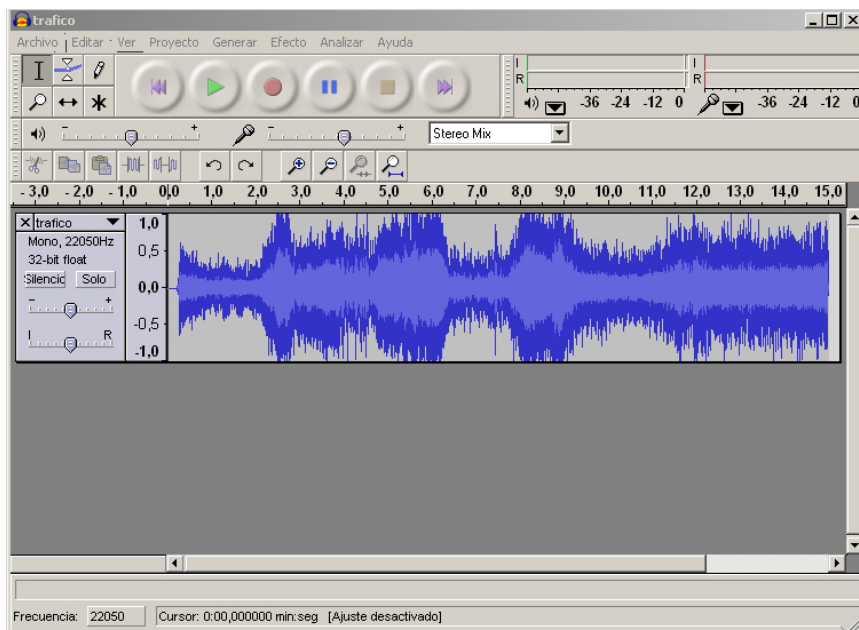 trafico
Archivo Editar Ver Proyecto Generar Efecto Analizar Ayuda
I I
R R
-36 -24 -12 0 -36 -24 -12 0
- + - + Stereo Mix
- 3,0 - 2,0 - 1,0 0,0 1,0 2,0 3,0 4,0 5,0 6,0 7,0 8,0 9,0 10,0 11,0 12,0 13,0 14,0 15,0
X trafico 1,0
Mono, 22050Hz
32-bit float 0,5
Silencio Solo
- + 0,0
I R -0,5
-1,0
Frecuencia: 22050 Cursor: 0:00,000000 min:seg [Ajuste desactivado]